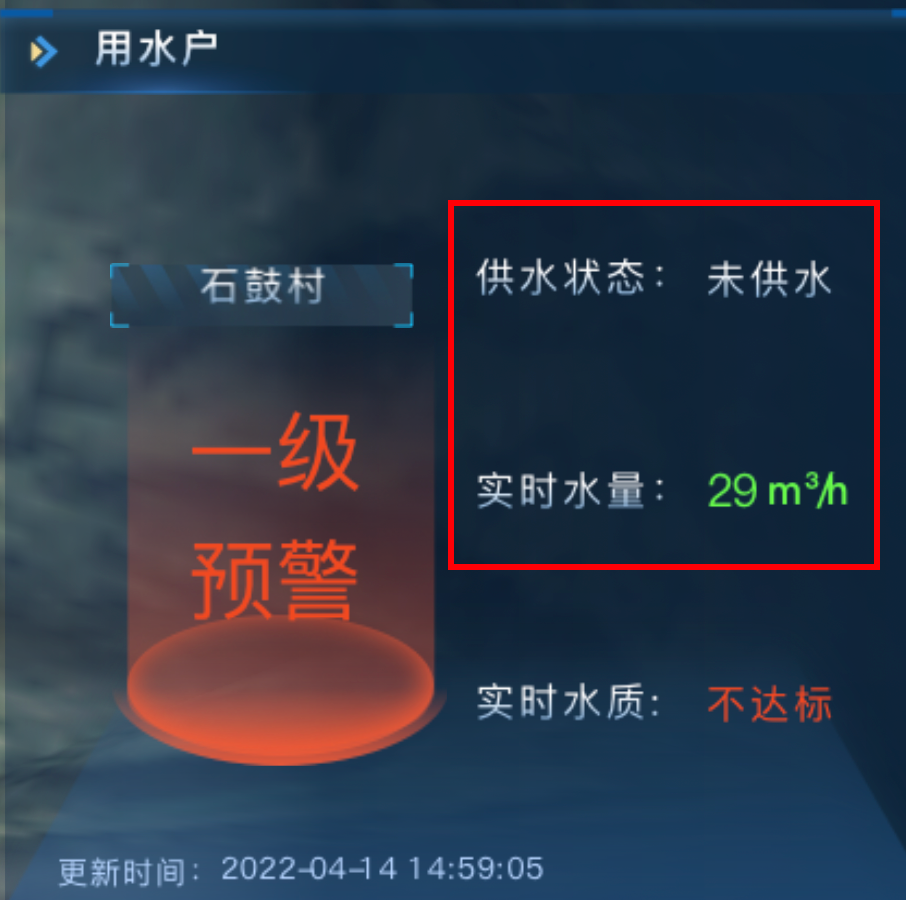 用水户
石鼓村
供水状态： 未供水
一级
实时水量： 29 m³/h
预警
实时水质： 不达标
更新时间： 2022-04-14 14:59:05